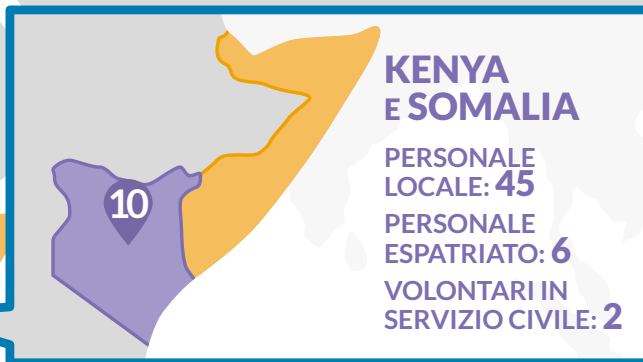 10
KENYA
E SOMALIA
PERSONALE
LOCALE: 45
PERSONALE
ESPATRIATO: 6
VOLONTARI IN
SERVIZIO CIVILE: 2